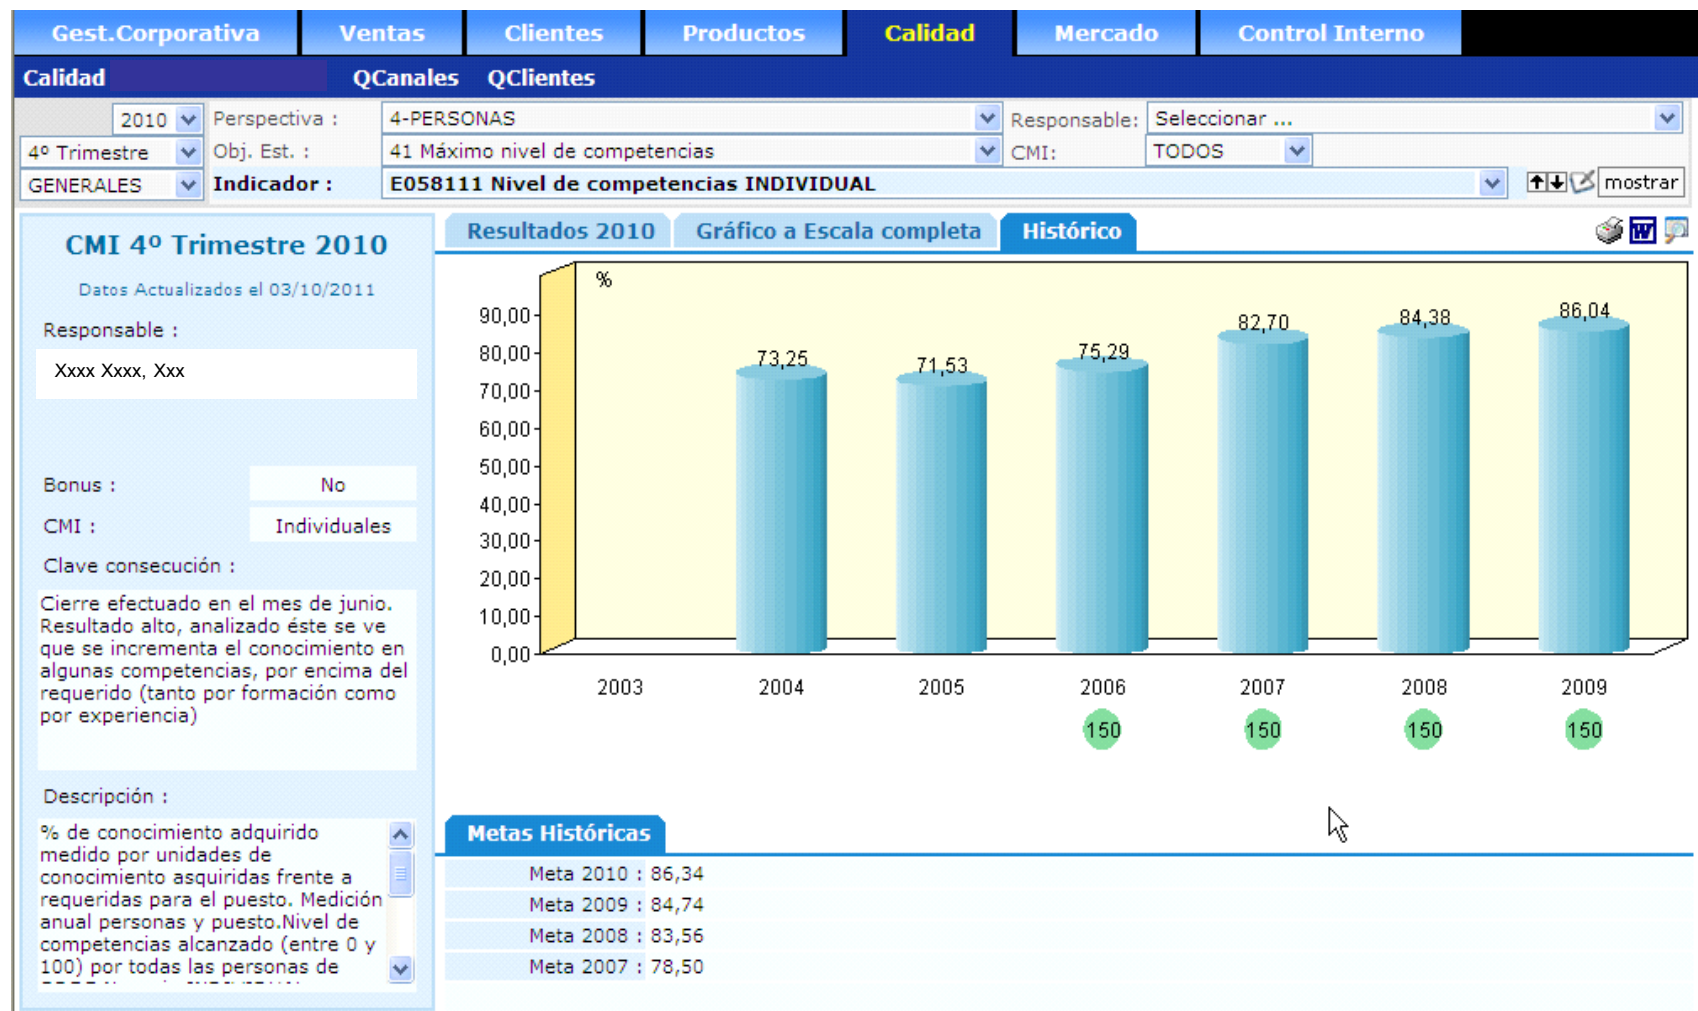 Gest.Corporativa Ventas Clientes Productos Calidad Mercado Control Interno
Calidad QCanales QClientes
2010 Perspectiva : 4-PERSONAS Responsable: Seleccionar ...
4º Trimestre Obj. Est. : 41 Máximo nivel de competencias CMI: TODOS
GENERALES Indicador : E058111 Nivel de competencias INDIVIDUAL mostrar
CMI 4º Trimestre 2010
Datos Actualizados el 03/10/2011
Responsable :
Xxxx Xxxx, Xxx
Bonus : No
CMI : Individuales
Clave consecución :
Cierre efectuado en el mes de junio.
Resultado alto, analizado éste se ve
que se incrementa el conocimiento en
algunas competencias, por encima del
requerido (tanto por formación como
por experiencia)
Descripción :
% de conocimiento adquirido
medido por unidades de
conocimiento asquiridas frente a
requeridas para el puesto. Medición
anual personas y puesto.Nivel de
competencias alcanzado (entre 0 y
100) por todas las personas de
Resultados 2010 Gráfico a Escala completa Histórico
W
%
90,00
80,00
70,00
60,00
50,00
40,00
30,00
20,00
10,00
0,00
73,25 71,53 75,29 82,70 84,38 86,04
2003 2004 2005 2006 2007 2008 2009
150 150 150 150
Metas Históricas
Meta 2010 : 86,34
Meta 2009 : 84,74
Meta 2008 : 83,56
Meta 2007 : 78,50